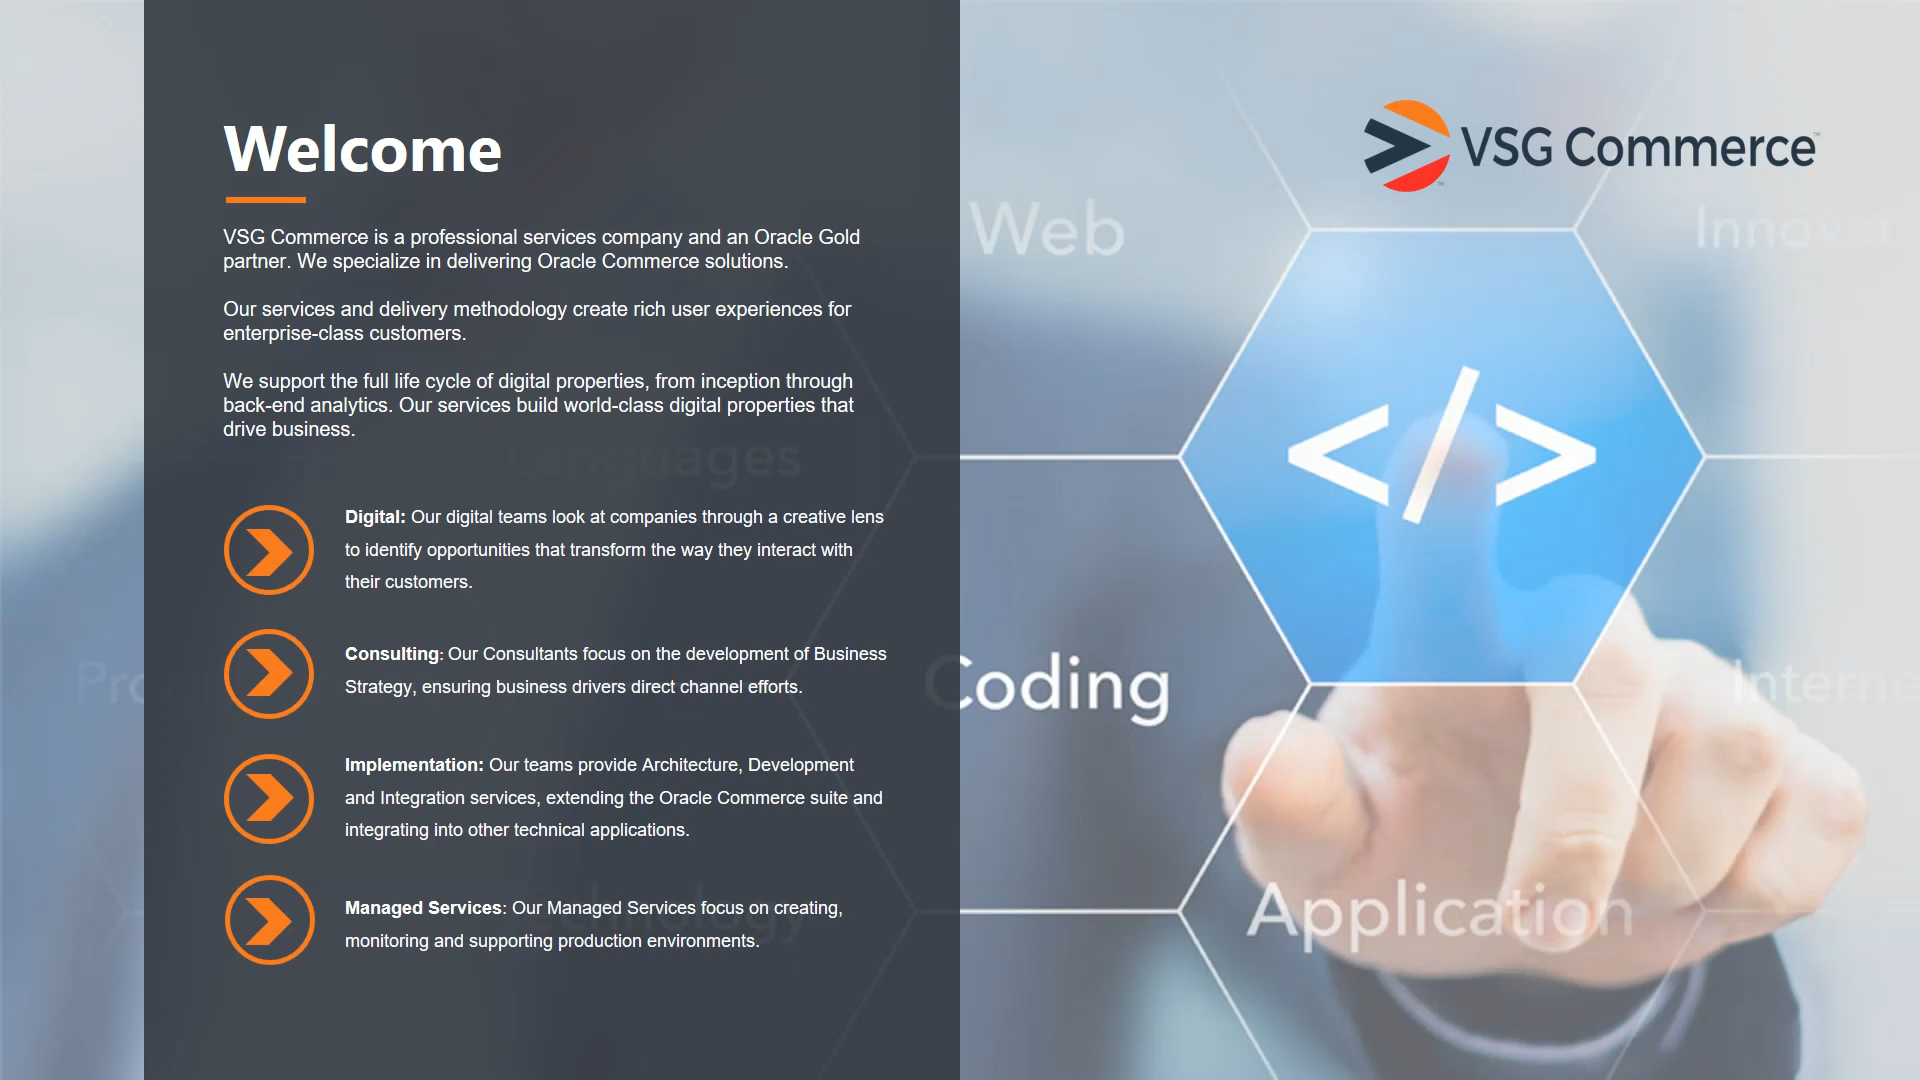 Welcome
VSG Commerce is a professional services company and an Oracle Gold
partner. We specialize in delivering Oracle Commerce solutions.
Our services and delivery methodology create rich user experiences for
enterprise-class customers.
We support the full life cycle of digital properties, from inception through
back-end analytics. Our services build world-class digital properties that
drive business.
Digital: Our digital teams look at companies through a creative lens
to identify opportunities that transform the way they interact with
their customers.
Consulting: Our Consultants focus on the development of Business
Strategy, ensuring business drivers direct channel efforts.
Implementation: Our teams provide Architecture, Development
and Integration services, extending the Oracle Commerce suite and
integrating into other technical applications.
Managed Services: Our Managed Services focus on creating,
monitoring and supporting production environments.
VSG Commerce™
Web
</>
Languages
Coding
Technology
Application